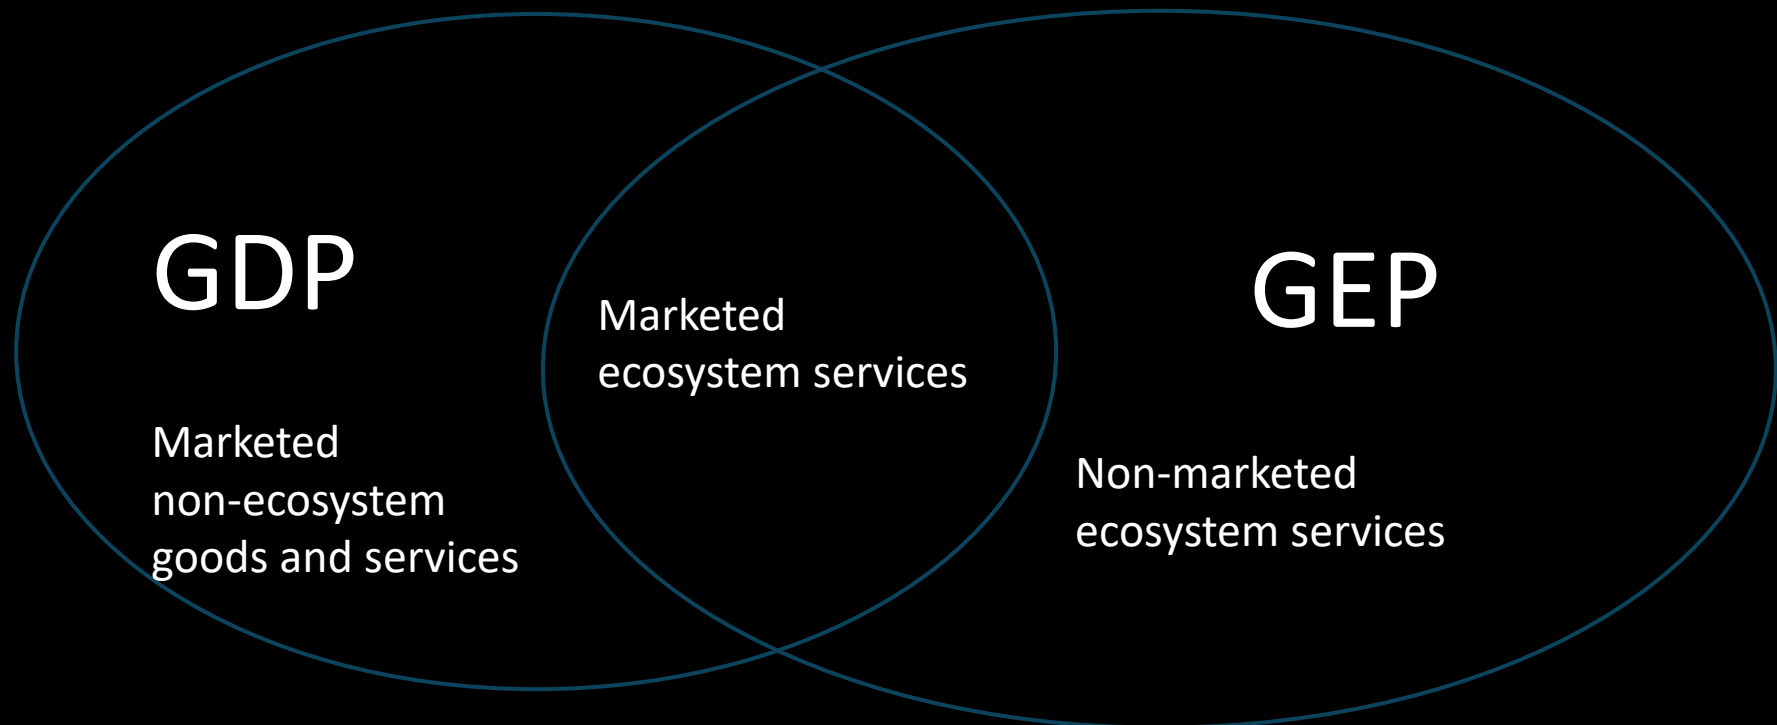 GDP
Marketed
non-ecosystem
goods and services
Marketed
ecosystem services
GEP
Non-marketed
ecosystem services